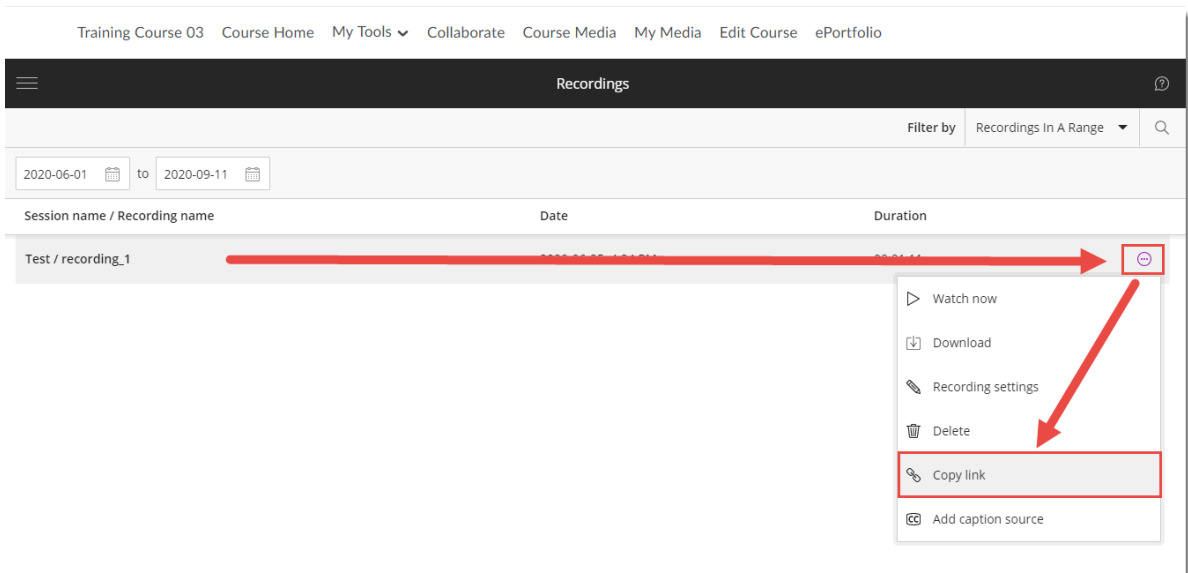 Training Course 03 Course Home My Tools Collaborate Course Media My Media Edit Course ePortfolio
Recordings
Filter by Recordings In A Range
2020-06-01 to 2020-09-11
Session name / Recording name Date Duration
Test / recording_1
Watch now
Download
Recording settings
Delete
Copy link
CC Add caption source